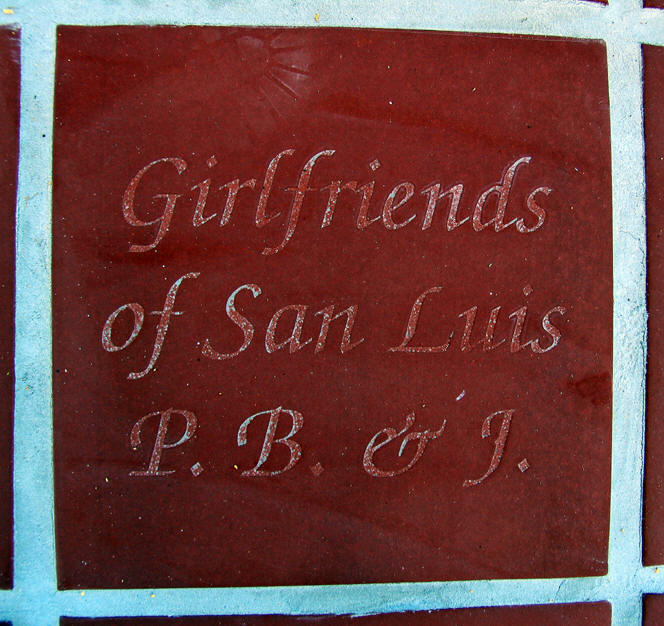 Girlfriends
of San Luis
P. B. & J.